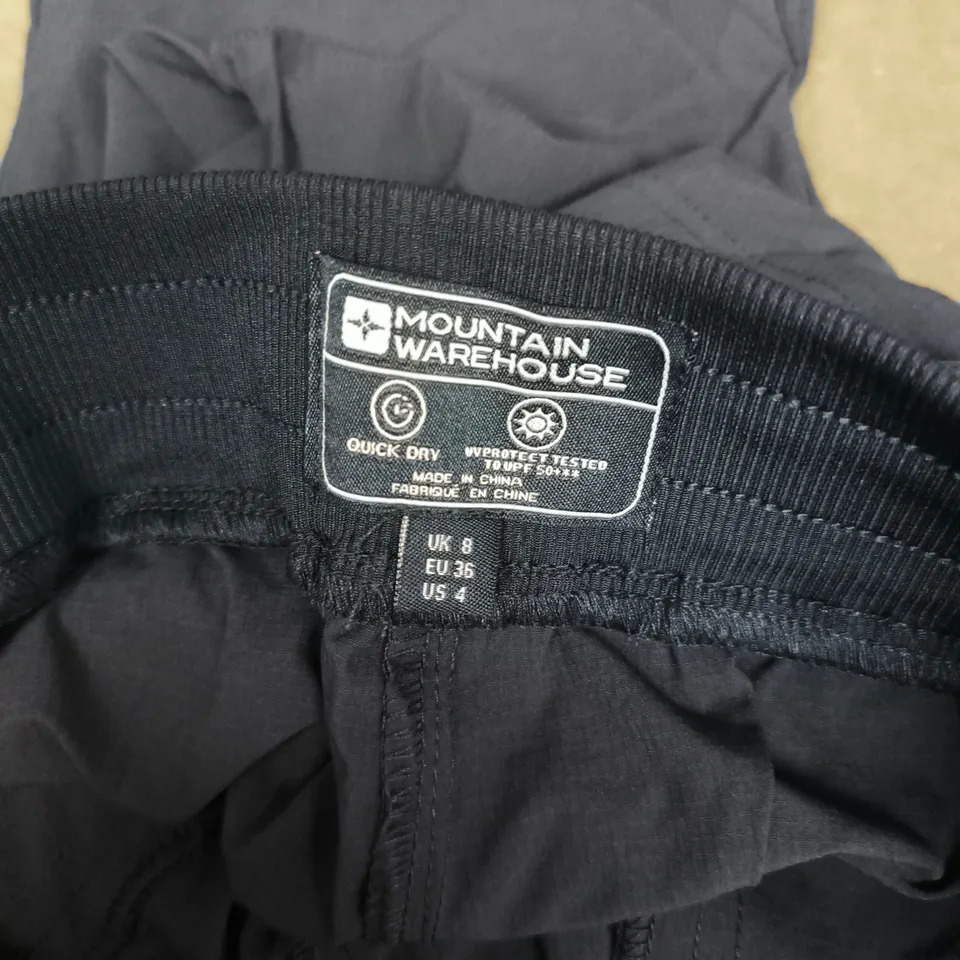 MOUNTAIN
WAREHOUSE
QUICK DRY
UVPROTECT TESTED
TO UPF 50+**
MADE IN CHINA
FABRIQUÉ EN CHINE
UK 8
EU 36
US 4